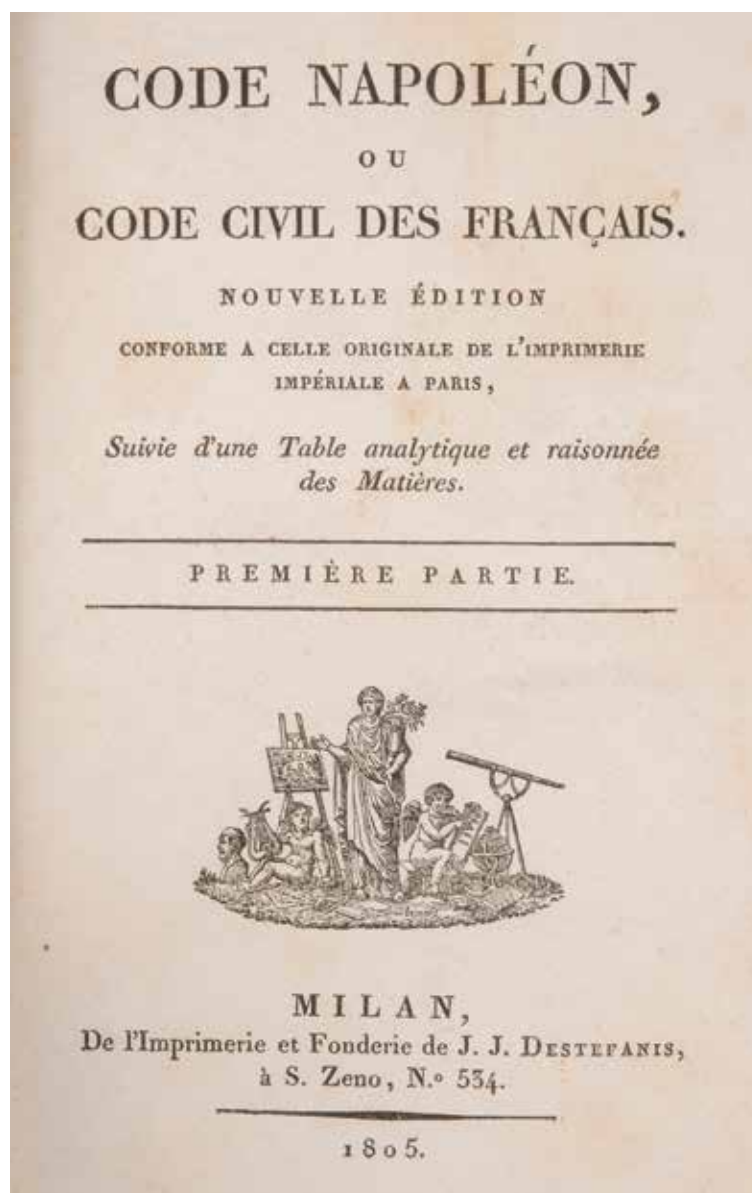 CODE NAPOLÉON,
OU
CODE CIVIL DES FRANÇAIS.
NOUVELLE ÉDITION
CONFORME A CELLE ORIGINALE DE L'IMPRIMERIE
IMPÉRIALE A PARIS,
Suivie d'une Table analytique et raisonnée
des Matières.
PREMIÈRE PARTIE.
MILAN,
De l'Imprimerie et Fonderie de J. J. DESTEFANIS,
à S. Zeno, N.º 534.
1805.